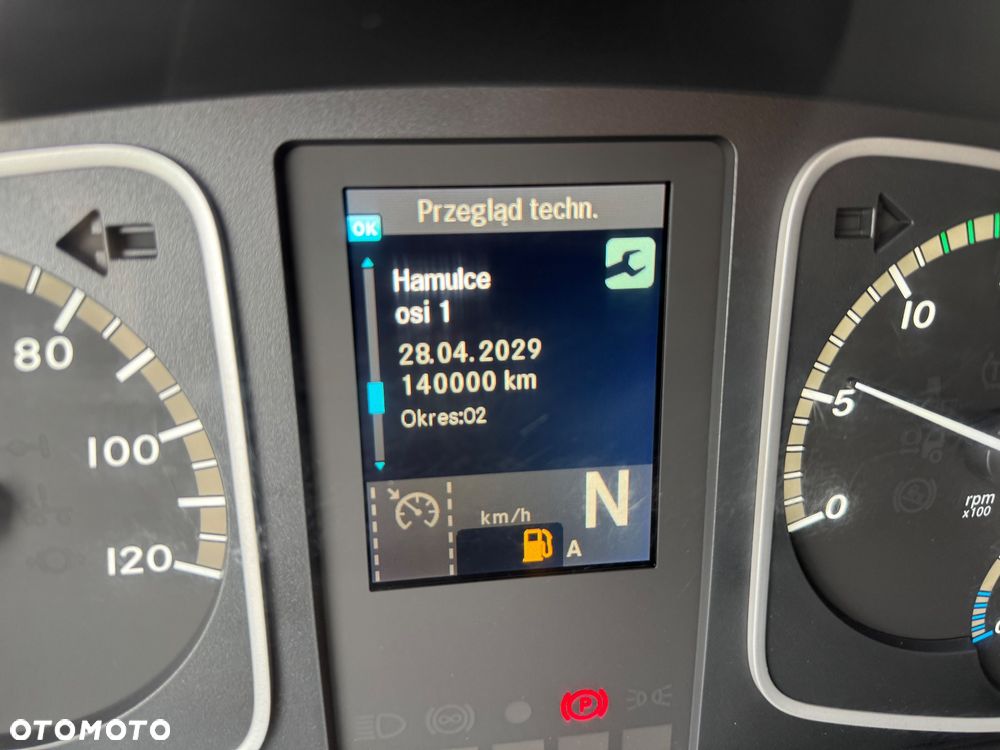 Przegląd techn.
OK
Hamulce
osi 1
28.04.2029
140000 km
Okres:02
km/h
N
A
80
100
120
10
5
0
rpm
x100
P
OTOMOTO